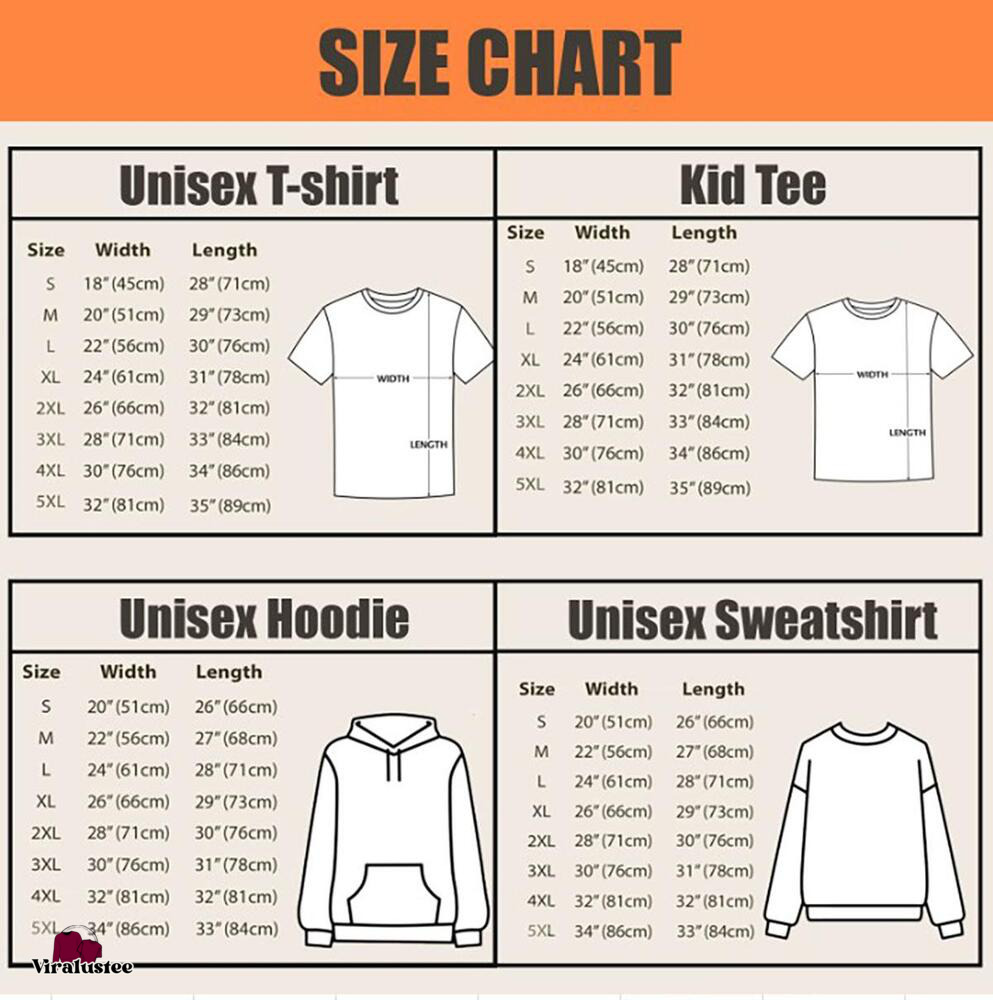 SIZE CHART
Unisex T-shirt
Size Width Length
S 18”(45cm) 28”(71cm)
M 20”(51cm) 29”(73cm)
L 22”(56cm) 30”(76cm)
XL 24”(61cm) 31”(78cm)
2XL 26”(66cm) 32”(81cm)
3XL 28”(71cm) 33”(84cm)
4XL 30”(76cm) 34”(86cm)
5XL 32”(81cm) 35”(89cm)
WIDTH
LENGTH
Kid Tee
Size Width Length
S 18”(45cm) 28”(71cm)
M 20”(51cm) 29”(73cm)
L 22”(56cm) 30”(76cm)
XL 24”(61cm) 31”(78cm)
2XL 26”(66cm) 32”(81cm)
3XL 28”(71cm) 33”(84cm)
4XL 30”(76cm) 34”(86cm)
5XL 32”(81cm) 35”(89cm)
WIDTH
LENGTH
Unisex Hoodie
Size Width Length
S 20”(51cm) 26”(66cm)
M 22”(56cm) 27”(68cm)
L 24”(61cm) 28”(71cm)
XL 26”(66cm) 29”(73cm)
2XL 28”(71cm) 30”(76cm)
3XL 30”(76cm) 31”(78cm)
4XL 32”(81cm) 32”(81cm)
5XL 34”(86cm) 33”(84cm)
Viralustee
Unisex Sweatshirt
Size Width Length
S 20”(51cm) 26”(66cm)
M 22”(56cm) 27”(68cm)
L 24”(61cm) 28”(71cm)
XL 26”(66cm) 29”(73cm)
2XL 28”(71cm) 30”(76cm)
3XL 30”(76cm) 31”(78cm)
4XL 32”(81cm) 32”(81cm)
5XL 34”(86cm) 33”(84cm)